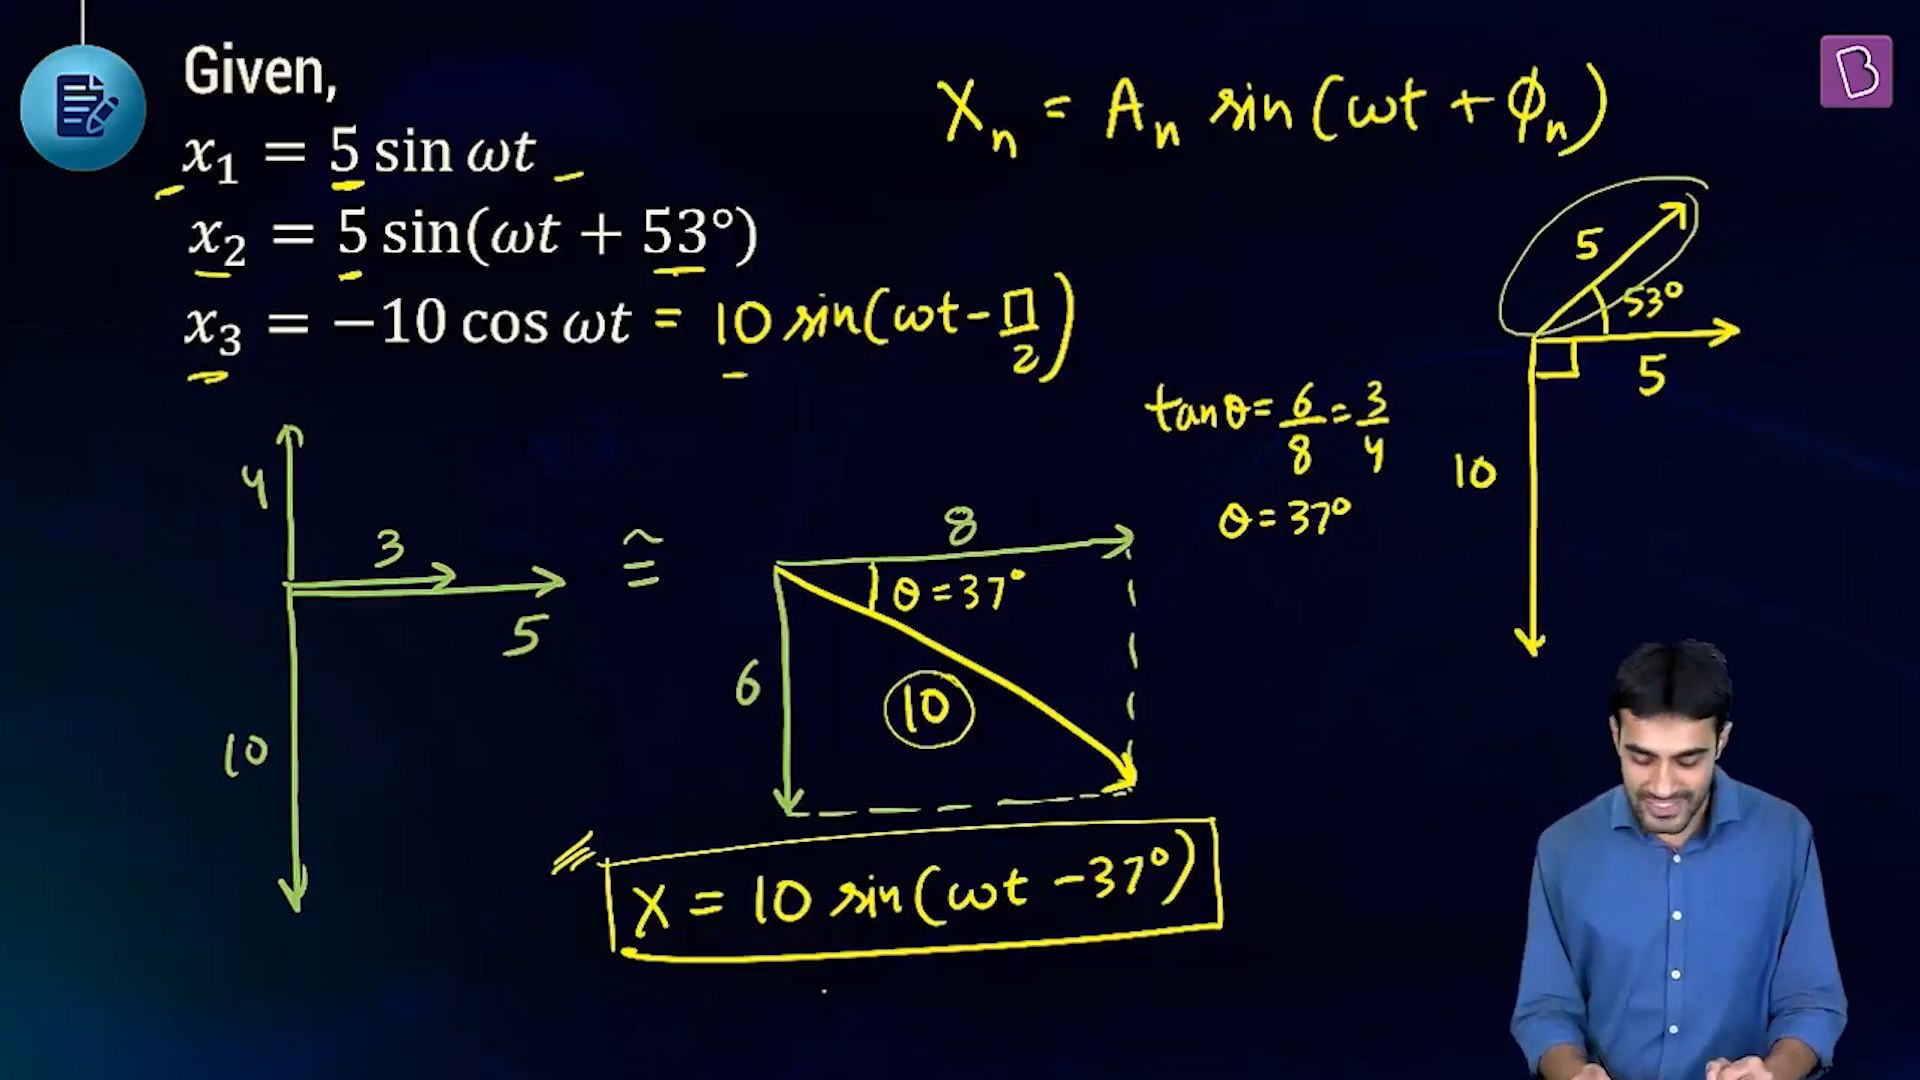 Given,
x₁ = 5 sin ωt
x₂ = 5 sin(ωt + 53°)
x₃ = −10 cos ωt = 10 sin(ωt − π/2)
Xₙ = Aₙ sin(ωt + ϕₙ)
B
5
53°
5
10
tanθ = 6/8 = 3/4
θ = 37°
4
3
5
10
≅
8
θ = 37°
6
10
X = 10 sin(ωt − 37°)